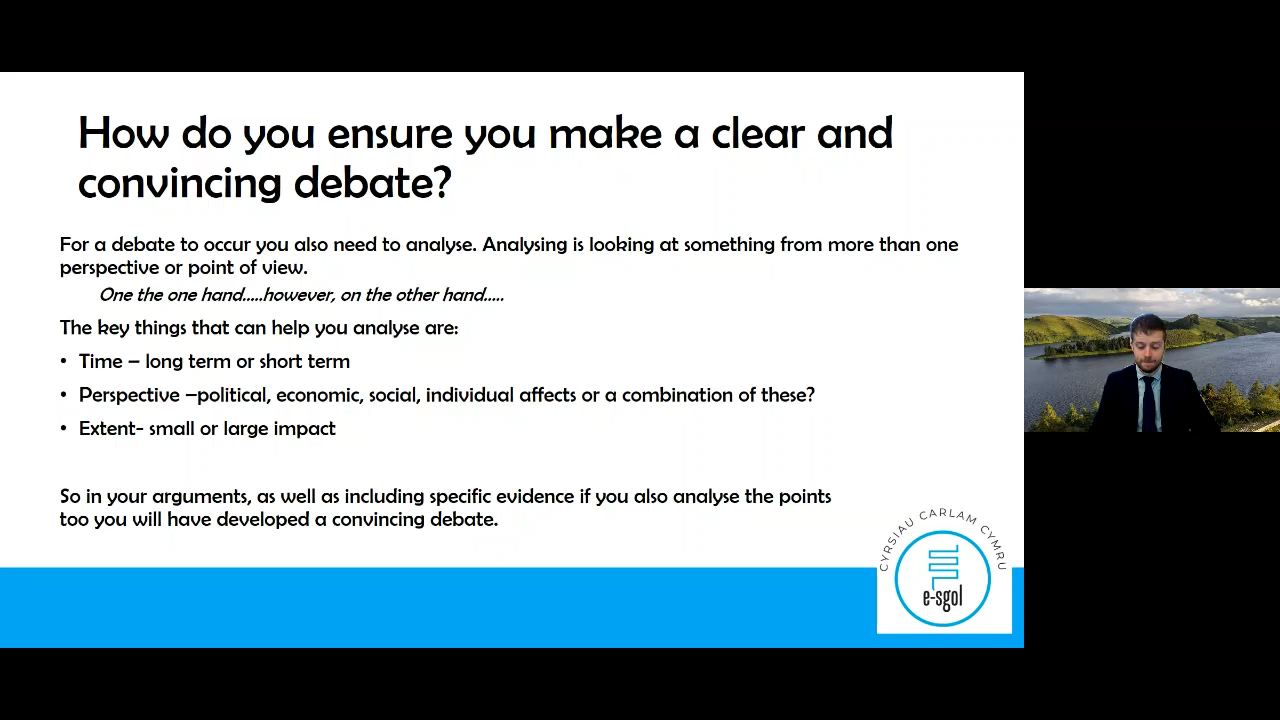 How do you ensure you make a clear and
convincing debate?
For a debate to occur you also need to analyse. Analysing is looking at something from more than one
perspective or point of view.
One the one hand.....however, on the other hand.....
The key things that can help you analyse are:
• Time – long term or short term
• Perspective –political, economic, social, individual affects or a combination of these?
• Extent- small or large impact
So in your arguments, as well as including specific evidence if you also analyse the points
too you will have developed a convincing debate.
CYRSIAU CARLAM CYMRU
e-sgol